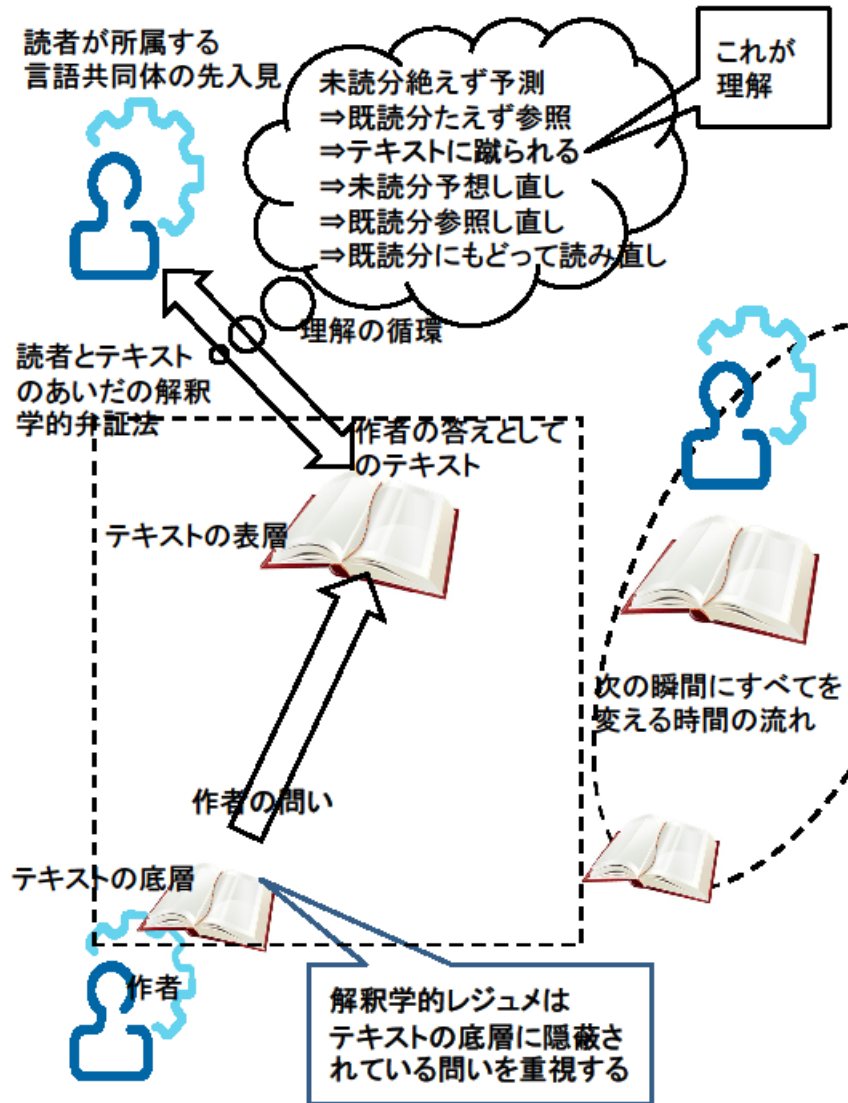 読者が所属する
言語共同体の先入見
未読分絶えず予測
⇒既読分たえず参照
⇒テキストに蹴られる
⇒未読分予想し直し
⇒既読分参照し直し
⇒既読分にもどって読み直し
これが
理解
理解の循環
読者とテキスト
のあいだの解釈
学的弁証法
作者の答えとして
のテキスト
テキストの表層
次の瞬間にすべてを
変える時間の流れ
作者の問い
テキストの底層
作者
解釈学的レジュメは
テキストの底層に隠蔽さ
れている問いを重視する